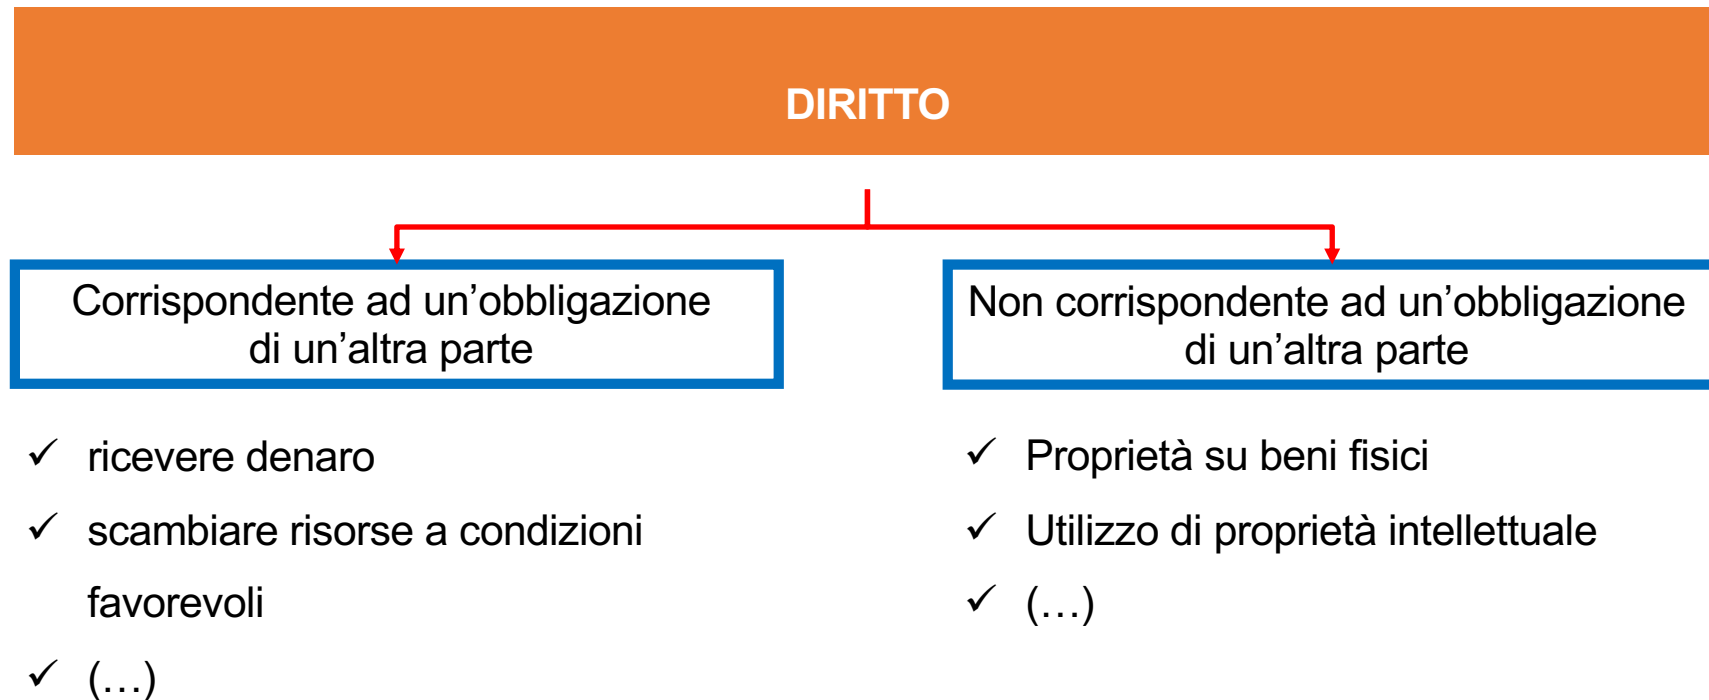 DIRITTO
Corrispondente ad un’obbligazione
di un’altra parte
✓ ricevere denaro
✓ scambiare risorse a condizioni
favorevoli
✓ (…)
Non corrispondente ad un’obbligazione
di un’altra parte
✓ Proprietà su beni fisici
✓ Utilizzo di proprietà intellettuale
✓ (…)